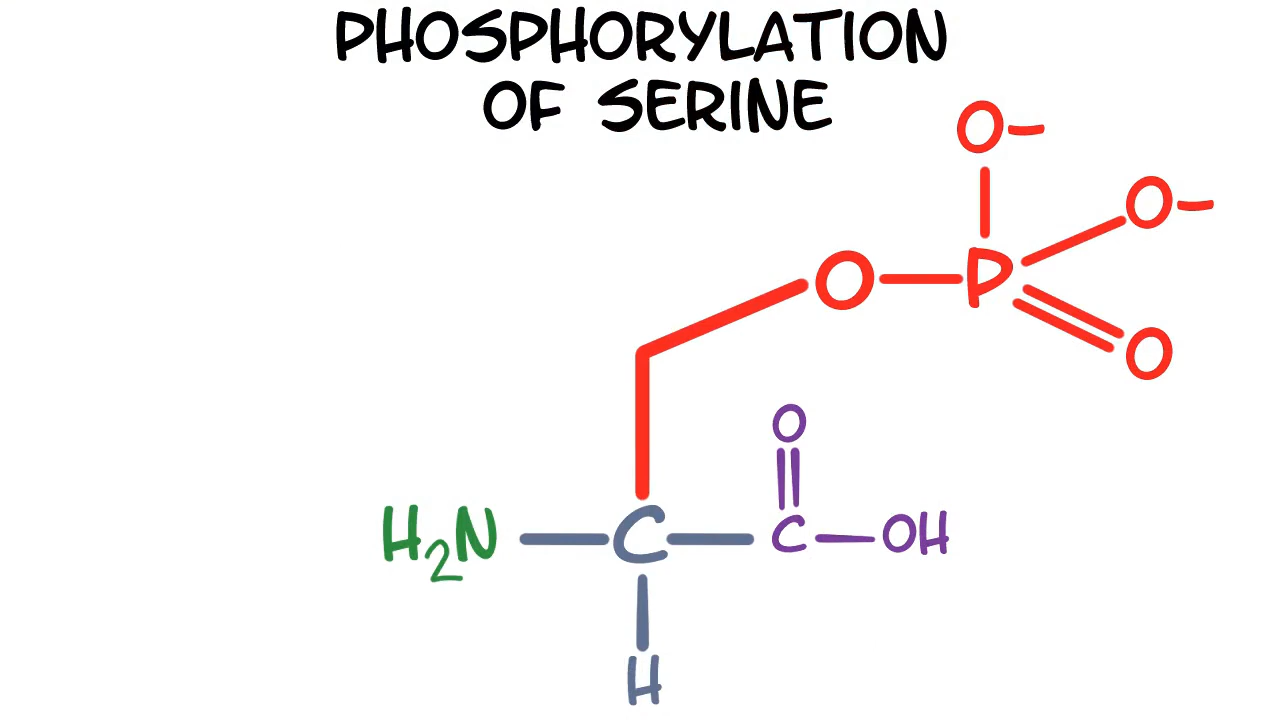 PHOSPHORYLATION
OF SERINE
O-
O-
O P
O
O
H2N C C OH
H